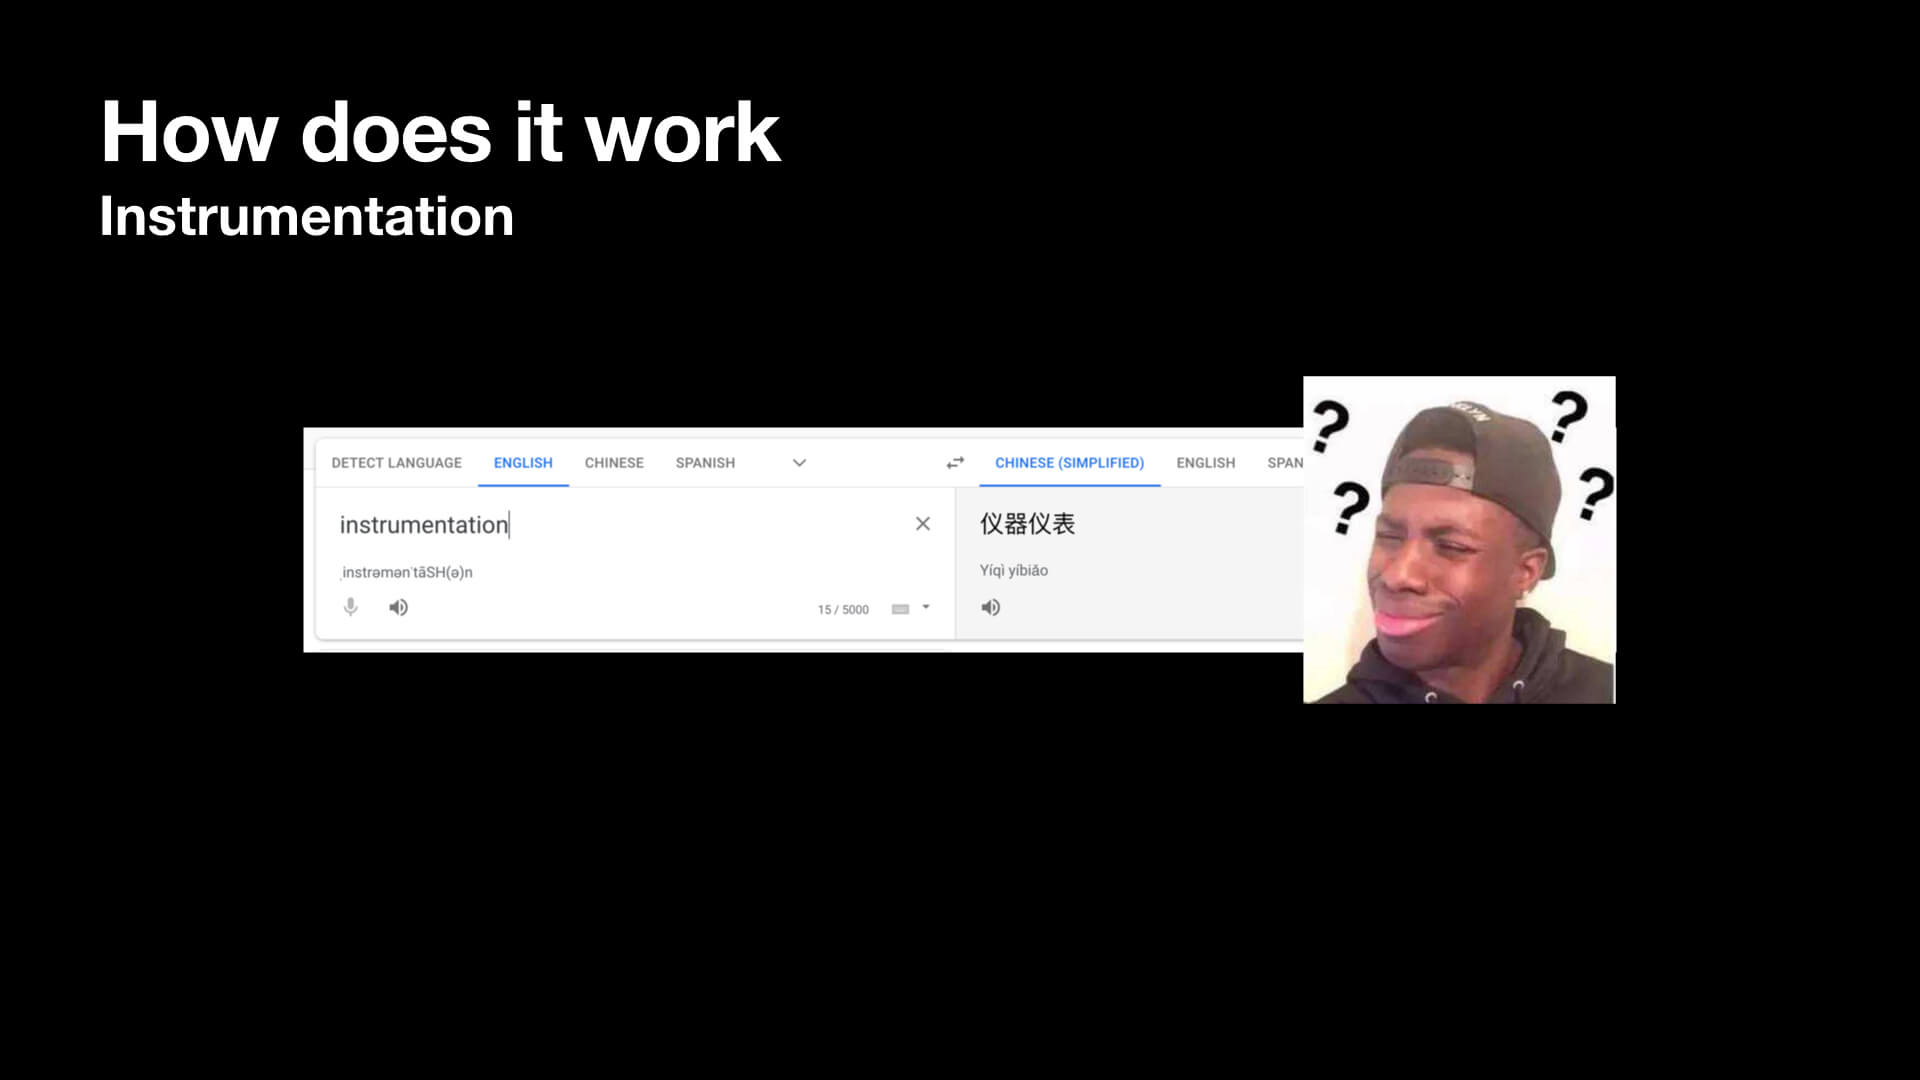 How does it work
Instrumentation
DETECT LANGUAGE ENGLISH CHINESE SPANISH CHINESE (SIMPLIFIED) ENGLISH SPAN
instrumentation
仪器仪表
ˌinstrəmənˈtāSH(ə)n
Yíqì yíbiǎo
15 / 5000
? ? ? ?